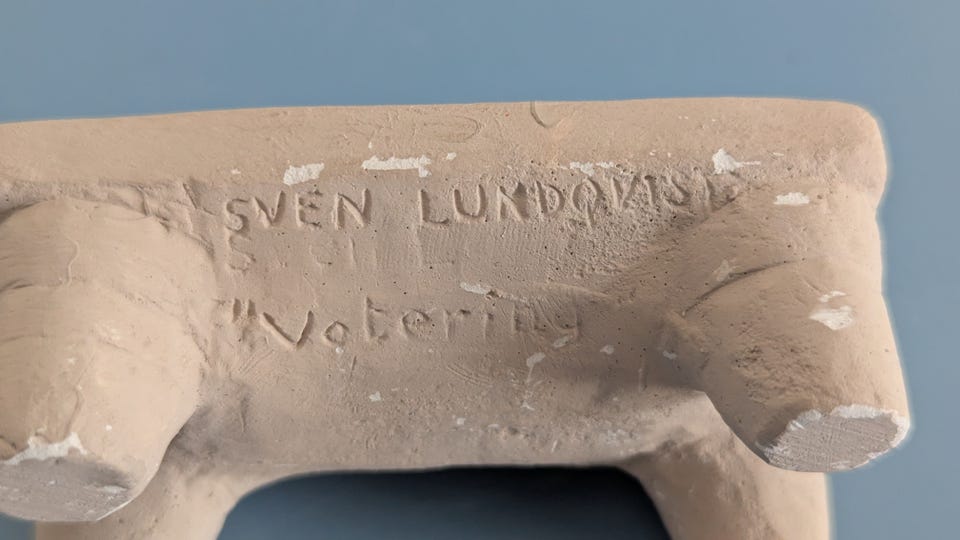 SVEN LUNDQVIST
"Votering